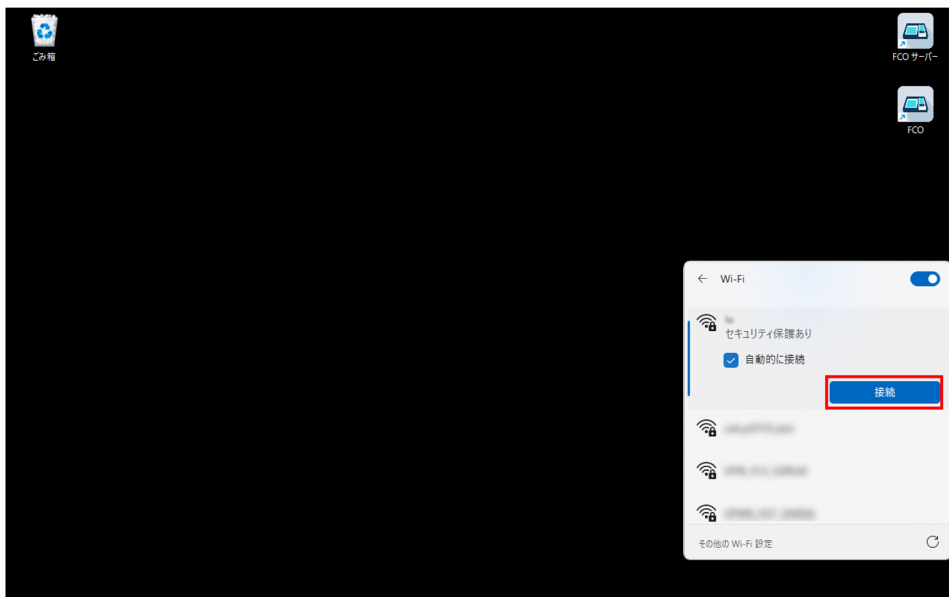 ごみ箱
FCO サーバー
FCO
Wi-Fi
セキュリティ保護あり
自動的に接続
接続
その他の Wi-Fi 設定